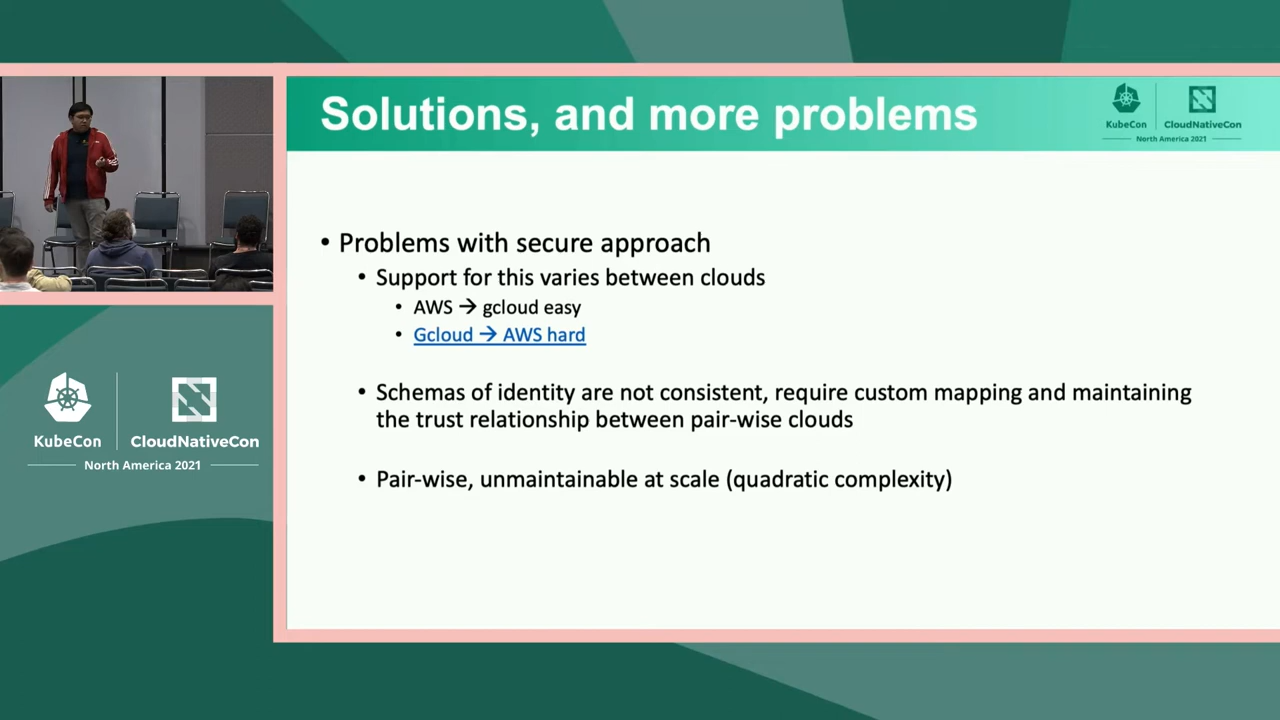 Solutions, and more problems
KubeCon
CloudNativeCon
North America 2021
• Problems with secure approach
• Support for this varies between clouds
• AWS → gcloud easy
• Gcloud → AWS hard
• Schemas of identity are not consistent, require custom mapping and maintaining
the trust relationship between pair-wise clouds
• Pair-wise, unmaintainable at scale (quadratic complexity)
KubeCon
CloudNativeCon
North America 2021